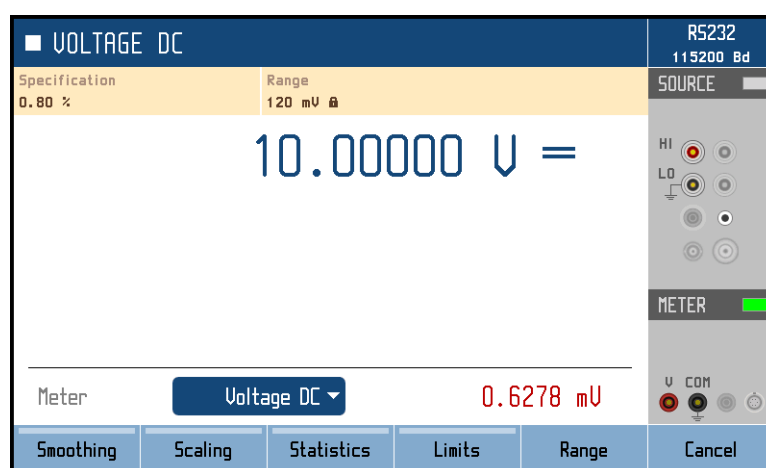 VOLTAGE DC
RS232
115200 Bd
Specification
0.80 %
Range
120 mV
SOURCE
10.00000 V =
HI
LO
METER
Meter
Voltage DC
0.6278 mV
V COM
Smoothing
Scaling
Statistics
Limits
Range
Cancel